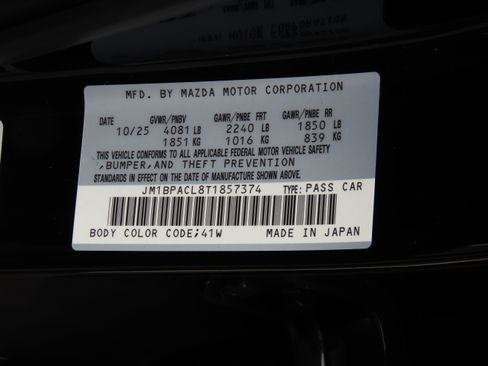 MFD. BY MAZDA MOTOR CORPORATION
DATE GVWR/PNBV GAWR/PNBE FRT GAWR/PNBE RR
10/25 4081 LB 2240 LB 1850 LB
1851 KG 1016 KG 839 KG
THIS VEHICLE CONFORMS TO ALL APPLICABLE FEDERAL MOTOR VEHICLE SAFETY
,BUMPER,AND THEFT PREVENTION
STANDARDS IN EFFECT ON THE DATE OF MANUFACTURE SHOWN ABOVE.
JM1BPACL8T1857374 TYPE: PASS CAR
BODY COLOR CODE;41W MADE IN JAPAN